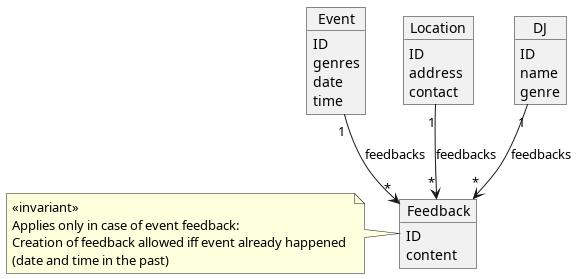 Event
ID
genres
date
time
Location
ID
address
contact
DJ
ID
name
genre
1
1
1
feedbacks
feedbacks
feedbacks
*
*
*
«invariant»
Applies only in case of event feedback:
Creation of feedback allowed iff event already happened
(date and time in the past)
Feedback
ID
content